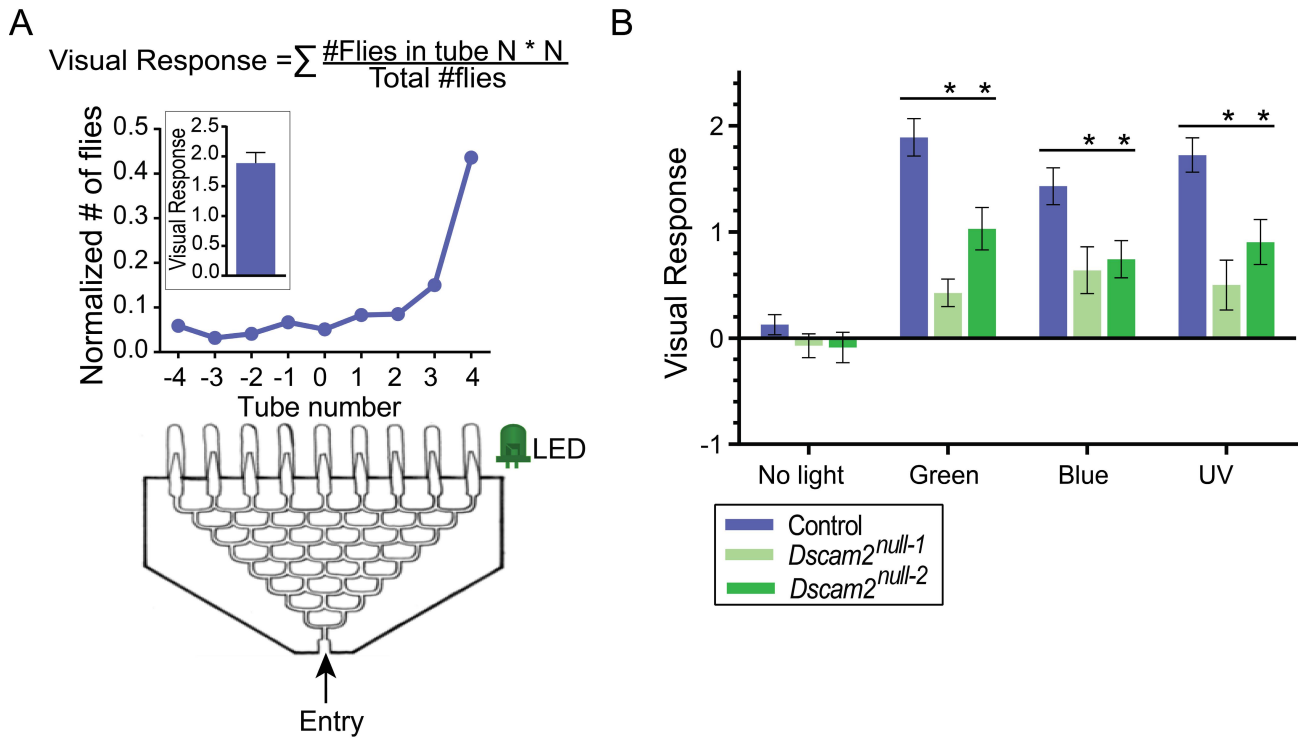 A
Visual Response = ∑ #Flies in tube N * N
Total #flies
Normalized # of flies
0.5
0.4
0.3
0.2
0.1
0.0
Visual Response
2.5
2.0
1.5
1.0
0.5
0.0
-4 -3 -2 -1 0 1 2 3 4
Tube number
LED
Entry
B
Visual Response
2
1
0
-1
* *
* *
* *
No light Green Blue UV
Control
Dscam2null-1
Dscam2null-2